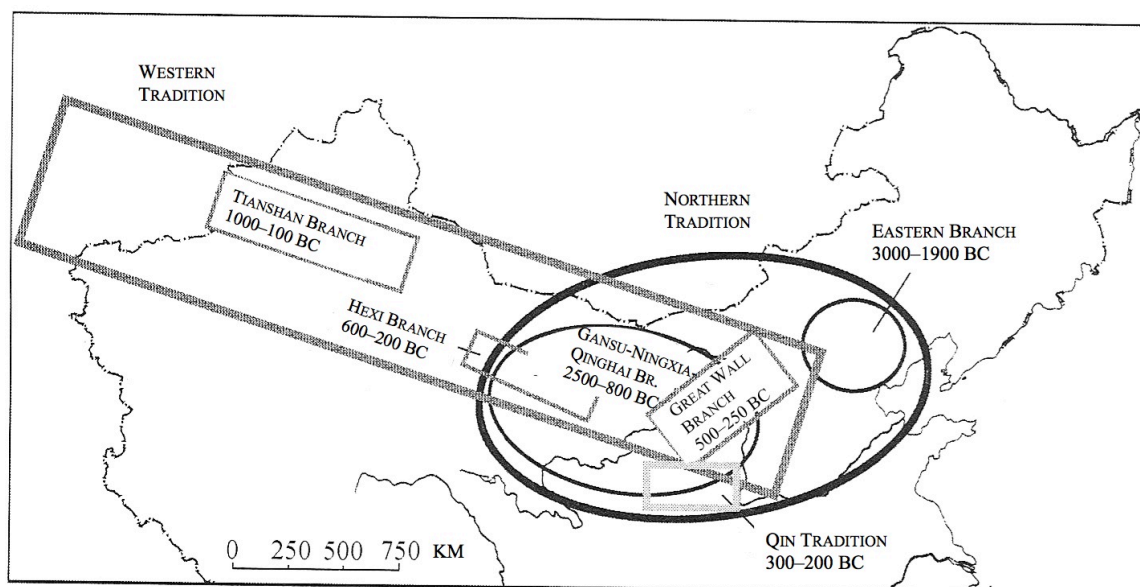 WESTERN
TRADITION
TIANSHAN BRANCH
1000–100 BC
NORTHERN
TRADITION
EASTERN BRANCH
3000–1900 BC
HEXI BRANCH
600–200 BC
GANSU-NINGXIA-
QINGHAI BR.
2500–800 BC
GREAT WALL
BRANCH
500–250 BC
QIN TRADITION
300–200 BC
0 250 500 750 KM